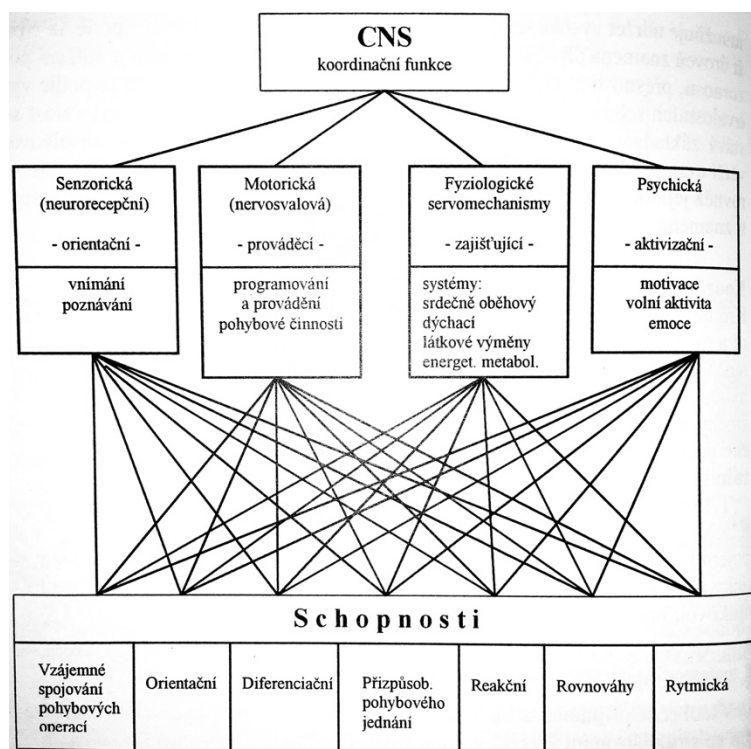 CNS
koordinační funkce
Senzorická
(neurorecepční)
- orientační -
vnímání
poznávání
Motorická
(nervosvalová)
- prováděcí -
programování
a provádění
pohybové činnosti
Fyziologické
servomechanismy
- zajišťující -
systémy:
srdečně oběhový
dýchací
látkové výměny
energet. metabol.
Psychická
- aktivizační -
motivace
volní aktivita
emoce
Schopnosti
Vzájemné
spojování
pohybových
operací
Orientační
Diferenciační
Přizpůsob.
pohybového
jednání
Reakční
Rovnováhy
Rytmická